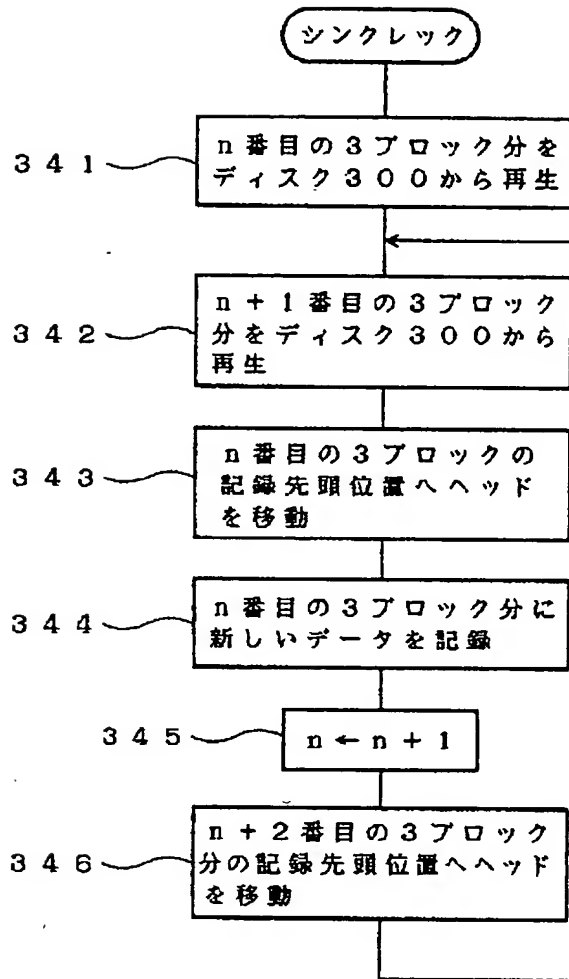 シンクレック
341
n番目の3ブロック分を
ディスク300から再生
342
n+1番目の3ブロック
分をディスク300から
再生
343
n番目の3ブロックの
記録先頭位置へヘッド
を移動
344
n番目の3ブロック分に
新しいデータを記録
345
n←n+1
346
n+2番目の3ブロック
分の記録先頭位置へヘッド
を移動